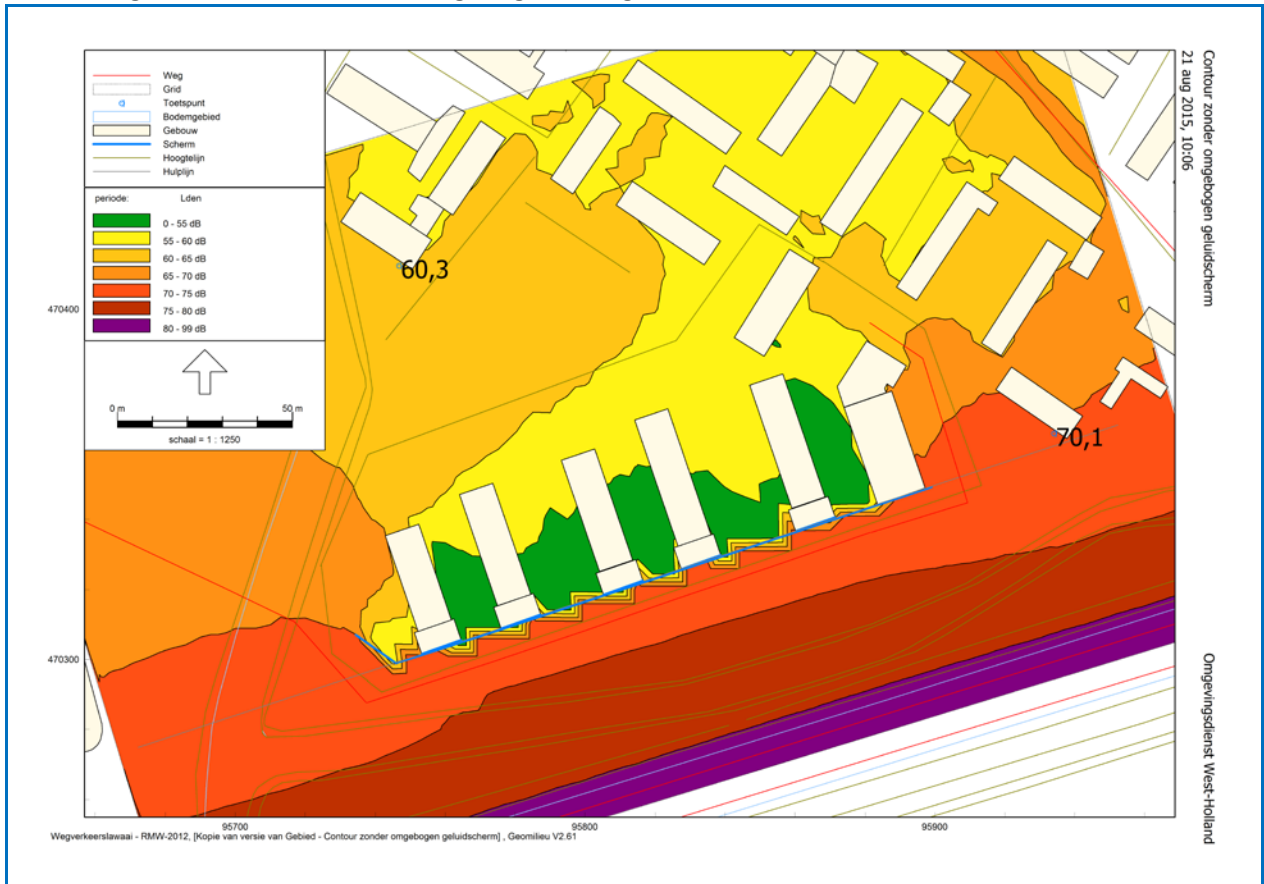 Weg
Grid
Toetspunt
Bodemgebied
Gebouw
Scherm
Hoogtelijn
Hulplijn
periode: Lden
0 - 55 dB
55 - 60 dB
60 - 65 dB
65 - 70 dB
70 - 75 dB
75 - 80 dB
80 - 99 dB
0 m 50 m
schaal = 1 : 1250
60,3
70,1
470400
470300
95700 95800 95900
Wegverkeerslawaai - RMW-2012, [Kopie van versie van Gebied - Contour zonder omgebogen geluidscherm] , Geomilieu V2.61
Contour zonder omgebogen geluidscherm
21 aug 2015, 10:06
Omgevingsdienst West-Holland